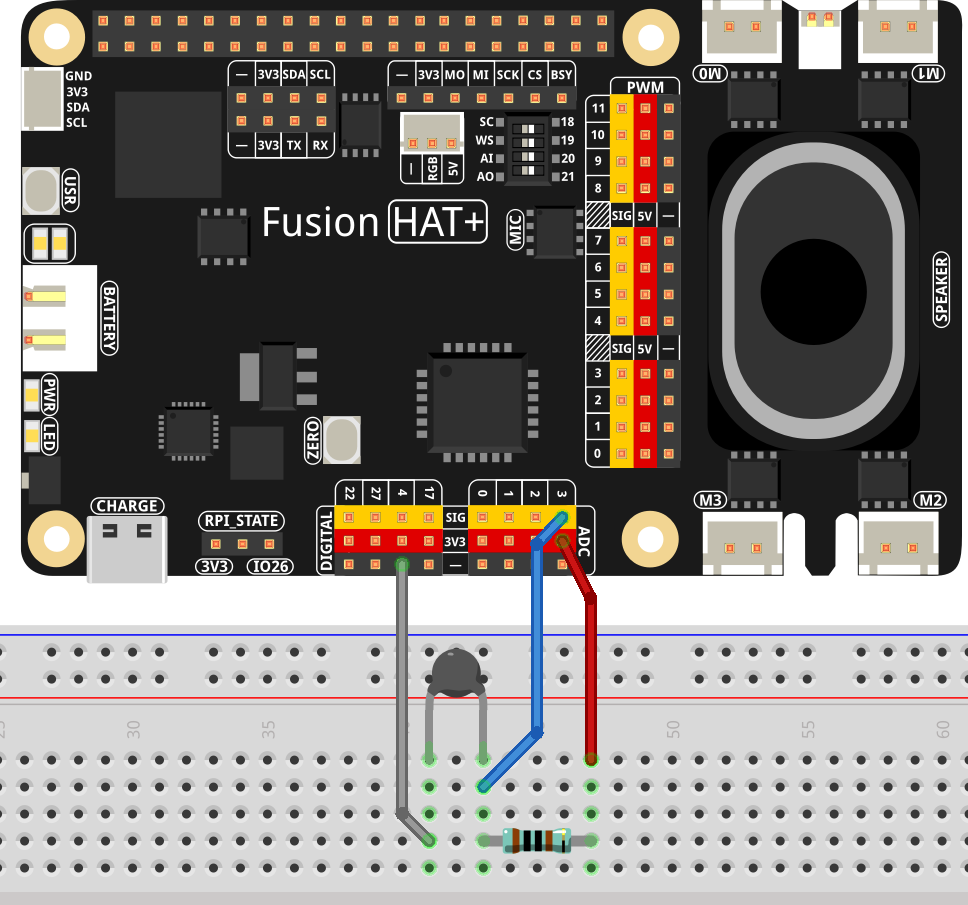 GND
3V3
SDA
SCL
— 3V3 SDA SCL
— 3V3 TX RX
— 3V3 MO MI SCK CS BSY
— RGB 5V
SC 18
WS 19
AI 20
AO 21
PWM
11
10
9
8
SIG 5V —
7
6
5
4
SIG 5V —
3
2
1
0
M0
M1
USR
Fusion HAT+
MIC
BATTERY
SPEAKER
PWR
LED
ZERO
CHARGE
RPI_STATE
3V3 IO26
DIGITAL
22 27 4 17
SIG
3V3
—
0 1 2 3
ADC
M3
M2
25 30 35 50 55 60